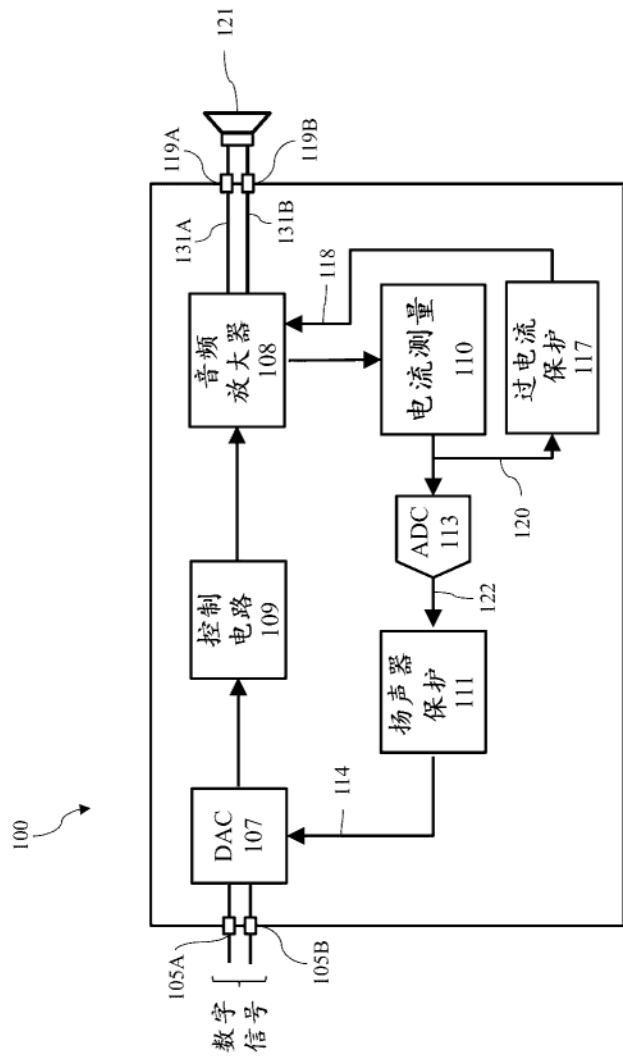 100
数字
信号
105A
105B
DAC
107
控制
电路
109
音频
放大器
108
131A
131B
119A
119B
121
114
扬声器
保护
111
122
ADC
113
120
电流测量
110
118
过电流
保护
117